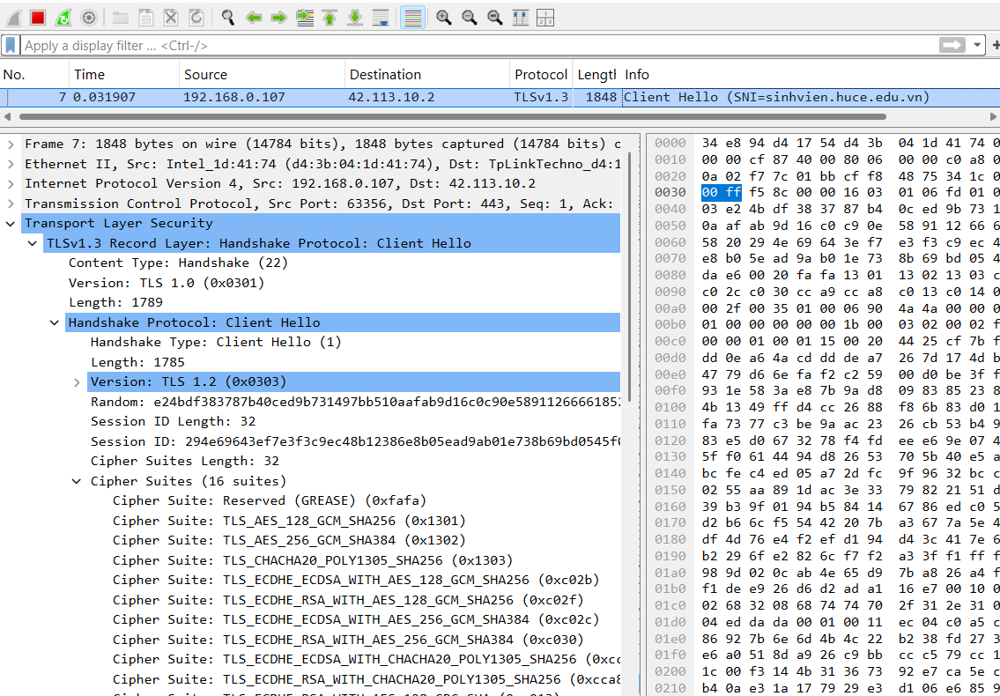 Apply a display filter ... <Ctrl-/>
No. Time Source Destination Protocol Lengtl Info
7 0.031907 192.168.0.107 42.113.10.2 TLSv1.3 1848 Client Hello (SNI=sinhvien.huce.edu.vn)
Frame 7: 1848 bytes on wire (14784 bits), 1848 bytes captured (14784 bits) c
Ethernet II, Src: Intel_1d:41:74 (d4:3b:04:1d:41:74), Dst: TpLinkTechno_d4:1
Internet Protocol Version 4, Src: 192.168.0.107, Dst: 42.113.10.2
Transmission Control Protocol, Src Port: 63356, Dst Port: 443, Seq: 1, Ack:
Transport Layer Security
TLSv1.3 Record Layer: Handshake Protocol: Client Hello
Content Type: Handshake (22)
Version: TLS 1.0 (0x0301)
Length: 1789
Handshake Protocol: Client Hello
Handshake Type: Client Hello (1)
Length: 1785
Version: TLS 1.2 (0x0303)
Random: e24bdf383787b40ced9b731497bb510aafab9d16c0c90e5891126666185
Session ID Length: 32
Session ID: 294e69643ef7e3f3c9ec48b12386e8b05ead9ab01e738b69bd0545f
Cipher Suites Length: 32
Cipher Suites (16 suites)
Cipher Suite: Reserved (GREASE) (0xfafa)
Cipher Suite: TLS_AES_128_GCM_SHA256 (0x1301)
Cipher Suite: TLS_AES_256_GCM_SHA384 (0x1302)
Cipher Suite: TLS_CHACHA20_POLY1305_SHA256 (0x1303)
Cipher Suite: TLS_ECDHE_ECDSA_WITH_AES_128_GCM_SHA256 (0xc02b)
Cipher Suite: TLS_ECDHE_RSA_WITH_AES_128_GCM_SHA256 (0xc02f)
Cipher Suite: TLS_ECDHE_ECDSA_WITH_AES_256_GCM_SHA384 (0xc02c)
Cipher Suite: TLS_ECDHE_RSA_WITH_AES_256_GCM_SHA384 (0xc030)
Cipher Suite: TLS_ECDHE_ECDSA_WITH_CHACHA20_POLY1305_SHA256 (0xcc
Cipher Suite: TLS_ECDHE_RSA_WITH_CHACHA20_POLY1305_SHA256 (0xcca8
0000 34 e8 94 d4 17 54 d4 3b 04 1d 41 74 0
0010 00 00 cf 87 40 00 80 06 00 00 c0 a8 0
0020 0a 02 f7 7c 01 bb cf f8 48 75 34 1c 0
0030 00 ff f5 8c 00 00 16 03 01 06 fd 01 0
0040 03 e2 4b df 38 37 87 b4 0c ed 9b 73 1
0050 0a af ab 9d 16 c0 c9 0e 58 91 12 66 6
0060 58 20 29 4e 69 64 3e f7 e3 f3 c9 ec 4
0070 e8 b0 5e ad 9a b0 1e 73 8b 69 bd 05 4
0080 da e6 00 20 fa fa 13 01 13 02 13 03 c
0090 c0 2c c0 30 cc a9 cc a8 c0 13 c0 14 0
00a0 00 2f 00 35 01 00 06 90 4a 4a 00 00 0
00b0 01 00 00 00 00 00 1b 00 03 02 00 02 f
00c0 00 00 01 00 01 15 00 20 44 25 cf 7b f
00d0 dd 0e a6 4a cd dd de a7 26 7d 17 4d b
00e0 47 79 d6 6e fa f2 c2 59 00 d0 be 3f f
00f0 93 1e 58 3a e8 7b 9a d8 09 83 85 23 8
0100 4b 13 49 ff d4 cc 26 88 f8 6b 83 d0 1
0110 fa 73 77 c3 be 9a ac 23 26 cb 53 b4 9
0120 83 e5 d0 67 32 78 f4 fd ee e6 9e 07 4
0130 5f f0 61 44 94 d8 26 53 70 5b 40 e5 a
0140 bc fe c4 ed 05 a7 2d fc 9f 96 32 bc c
0150 02 55 aa 89 1d ac 3e 33 79 82 21 51 d
0160 39 b3 9f 01 94 b5 84 14 67 86 ed c0 5
0170 d2 b6 6c f5 54 42 20 7b a3 67 7a 5e 4
0180 df 4d 76 e4 f2 ef d1 94 d4 3c 41 7e 6
0190 b2 29 6f e2 82 6c f7 f2 a3 3f f1 ff f
01a0 98 9d 02 0c ab 4e 65 d9 7b a8 26 a4 f
01b0 f1 de e9 26 d6 d2 ad a1 16 e7 00 10 0
01c0 02 68 32 08 68 74 74 70 2f 31 2e 31 0
01d0 04 ed da da 00 01 00 11 ec 04 c0 a5 c
01e0 86 92 7b 6e 6d 4b 4c 22 b2 38 fd 27 3
01f0 e6 a0 51 8d a9 26 c9 bb cc c5 79 cc 1
0200 1c 00 f3 14 4b 31 36 73 92 e7 ca 5e c
0210 b4 0a e3 1a 17 79 29 e3 d1 06 e6 85 9